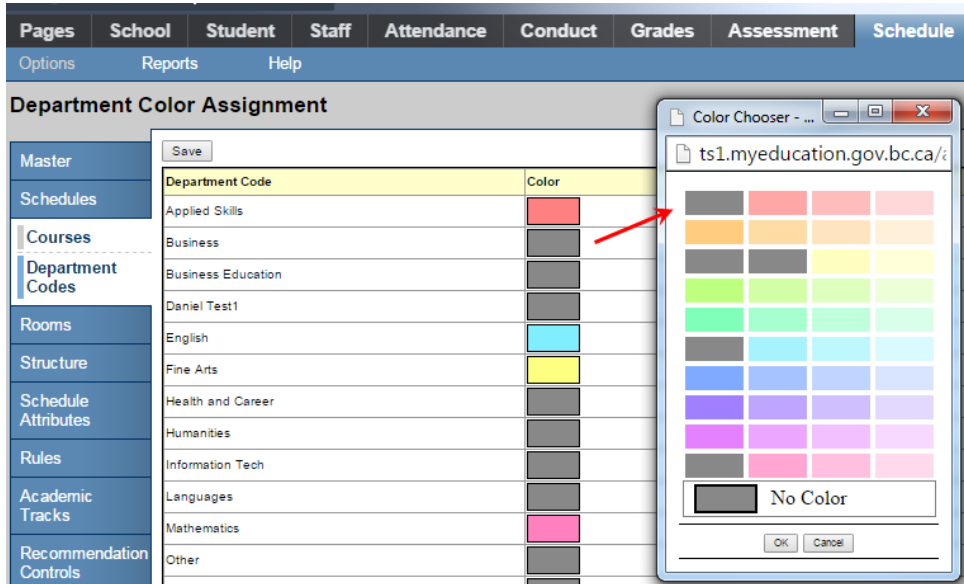 Pages School Student Staff Attendance Conduct Grades Assessment Schedule
Options Reports Help
Department Color Assignment
Color Chooser - ...
ts1.myeducation.gov.bc.ca/
Master
Schedules
Courses
Department
Codes
Rooms
Structure
Schedule
Attributes
Rules
Academic
Tracks
Recommendation
Controls
Save
Department Code Color
Applied Skills
Business
Business Education
Daniel Test1
English
Fine Arts
Health and Career
Humanities
Information Tech
Languages
Mathematics
Other
No Color
OK Cancel